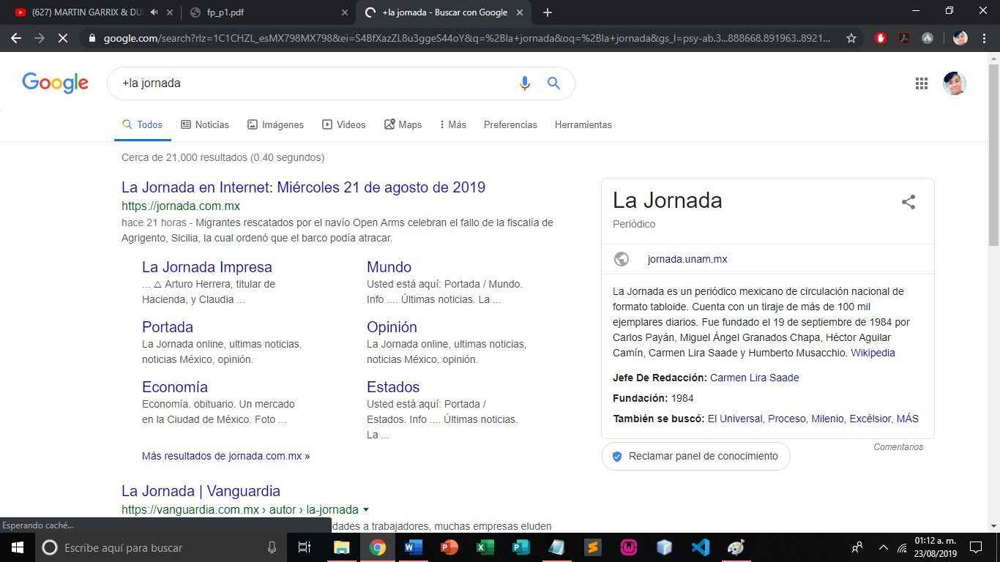 (627) MARTIN GARRIX & DU
fp_p1.pdf
+la jornada - Buscar con Google
google.com/search?rlz=1C1CHZL_esMX798MX798&ei=S4BfXazZL8u3ggeS44oY&q=%2Bla+jornada&oq=%2Bla+jornada&gs_l=psy-ab.3...888668.891963..8921...
Google
+la jornada
Todos Noticias Imágenes Videos Maps Más Preferencias Herramientas
Cerca de 21,000 resultados (0.40 segundos)
La Jornada en Internet: Miércoles 21 de agosto de 2019
https://jornada.com.mx
hace 21 horas - Migrantes rescatados por el navío Open Arms celebran el fallo de la fiscalía de
Agrigento, Sicilia, la cual ordenó que el barco podía atracar.
La Jornada Impresa
... △ Arturo Herrera, titular de
Hacienda, y Claudia ...
Mundo
Usted está aquí: Portada / Mundo.
Info .... Últimas noticias. La ...
Portada
La Jornada online, ultimas noticias,
noticias México, opinión.
Opinión
La Jornada online, ultimas noticias,
noticias México, opinión.
Economía
Economía. obituario. Un mercado
en la Ciudad de México. Foto ...
Estados
Usted está aquí: Portada /
Estados. Info .... Últimas noticias.
La ...
Más resultados de jornada.com.mx »
La Jornada | Vanguardia
https://vanguardia.com.mx › autor › la-jornada
dades a trabajadores, muchas empresas eluden
La Jornada
Periódico
jornada.unam.mx
La Jornada es un periódico mexicano de circulación nacional de
formato tabloide. Cuenta con un tiraje de más de 100 mil
ejemplares diarios. Fue fundado el 19 de septiembre de 1984 por
Carlos Payán, Miguel Ángel Granados Chapa, Héctor Aguilar
Camín, Carmen Lira Saade y Humberto Musacchio. Wikipedia
Jefe De Redacción: Carmen Lira Saade
Fundación: 1984
También se buscó: El Universal, Proceso, Milenio, Excélsior, MÁS
Comentarios
Reclamar panel de conocimiento
Esperando caché...
Escribe aquí para buscar
01:12 a. m.
23/08/2019